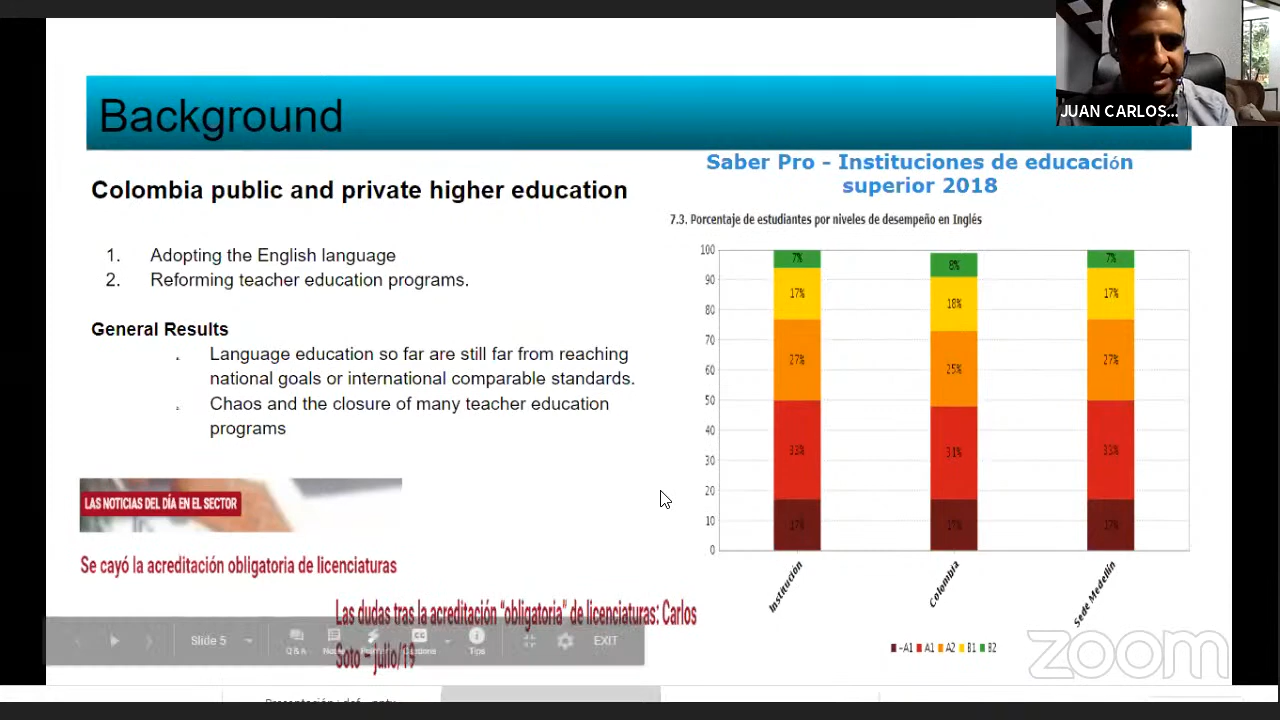 Background
JUAN CARLOS...
Colombia public and private higher education
1. Adopting the English language
2. Reforming teacher education programs.
General Results
Language education so far are still far from reaching
national goals or international comparable standards.
Chaos and the closure of many teacher education
programs
LAS NOTICIAS DEL DÍA EN EL SECTOR
Se cayó la acreditación obligatoria de licenciaturas
Las dudas tras la acreditación "obligatoria" de licenciaturas: Carlos
Soto - julio/19
Saber Pro - Instituciones de educación
superior 2018
7.3. Porcentaje de estudiantes por niveles de desempeño en Inglés
100
90
80
70
60
50
40
30
20
10
0
7% 8% 7%
17% 18% 17%
27% 25% 27%
33% 31% 33%
17% 17% 17%
Institución Colombia Sede Medellín
-A1 A1 A2 B1 B2
Slide 5 Q & A Captions Tips EXIT
zoom